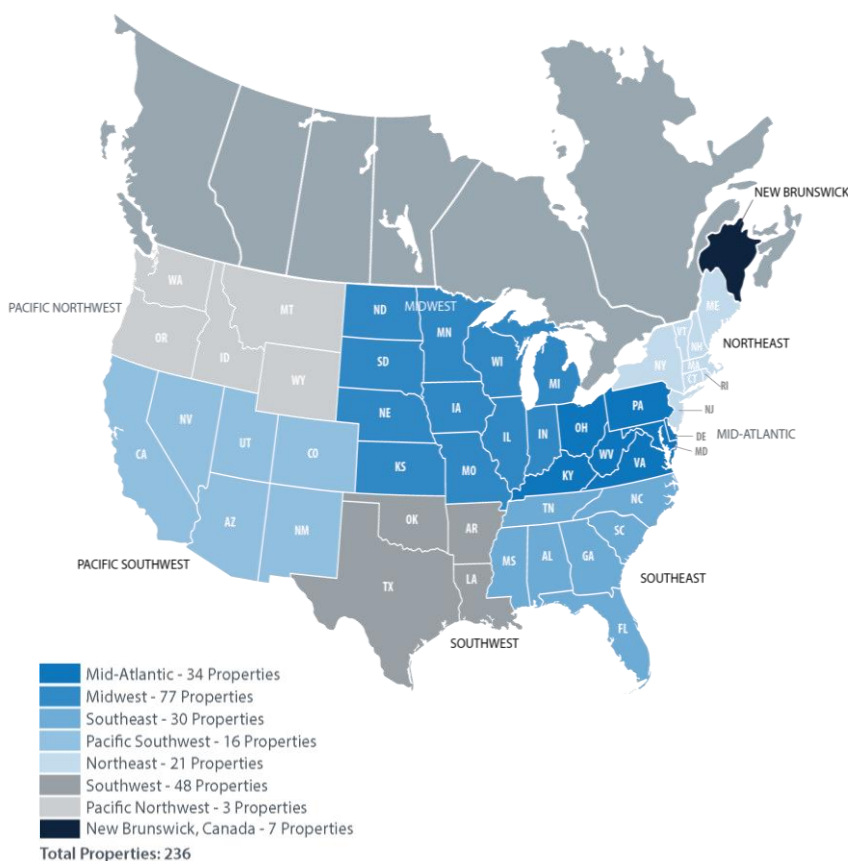 NEW BRUNSWICK
WA
PACIFIC NORTHWEST
MT
ND
MIDWEST
MN
ME
OR
ID
SD
WI
VT
NH
NORTHEAST
WY
MI
NY
MA
CT
RI
NE
IA
PA
NJ
NV
UT
CO
IL
IN
OH
DE
MID-ATLANTIC
MD
CA
KS
MO
WV
VA
KY
AZ
NM
OK
AR
TN
NC
SC
PACIFIC SOUTHWEST
TX
LA
MS
AL
GA
SOUTHEAST
SOUTHWEST
FL
Mid-Atlantic - 34 Properties
Midwest - 77 Properties
Southeast - 30 Properties
Pacific Southwest - 16 Properties
Northeast - 21 Properties
Southwest - 48 Properties
Pacific Northwest - 3 Properties
New Brunswick, Canada - 7 Properties
Total Properties: 236